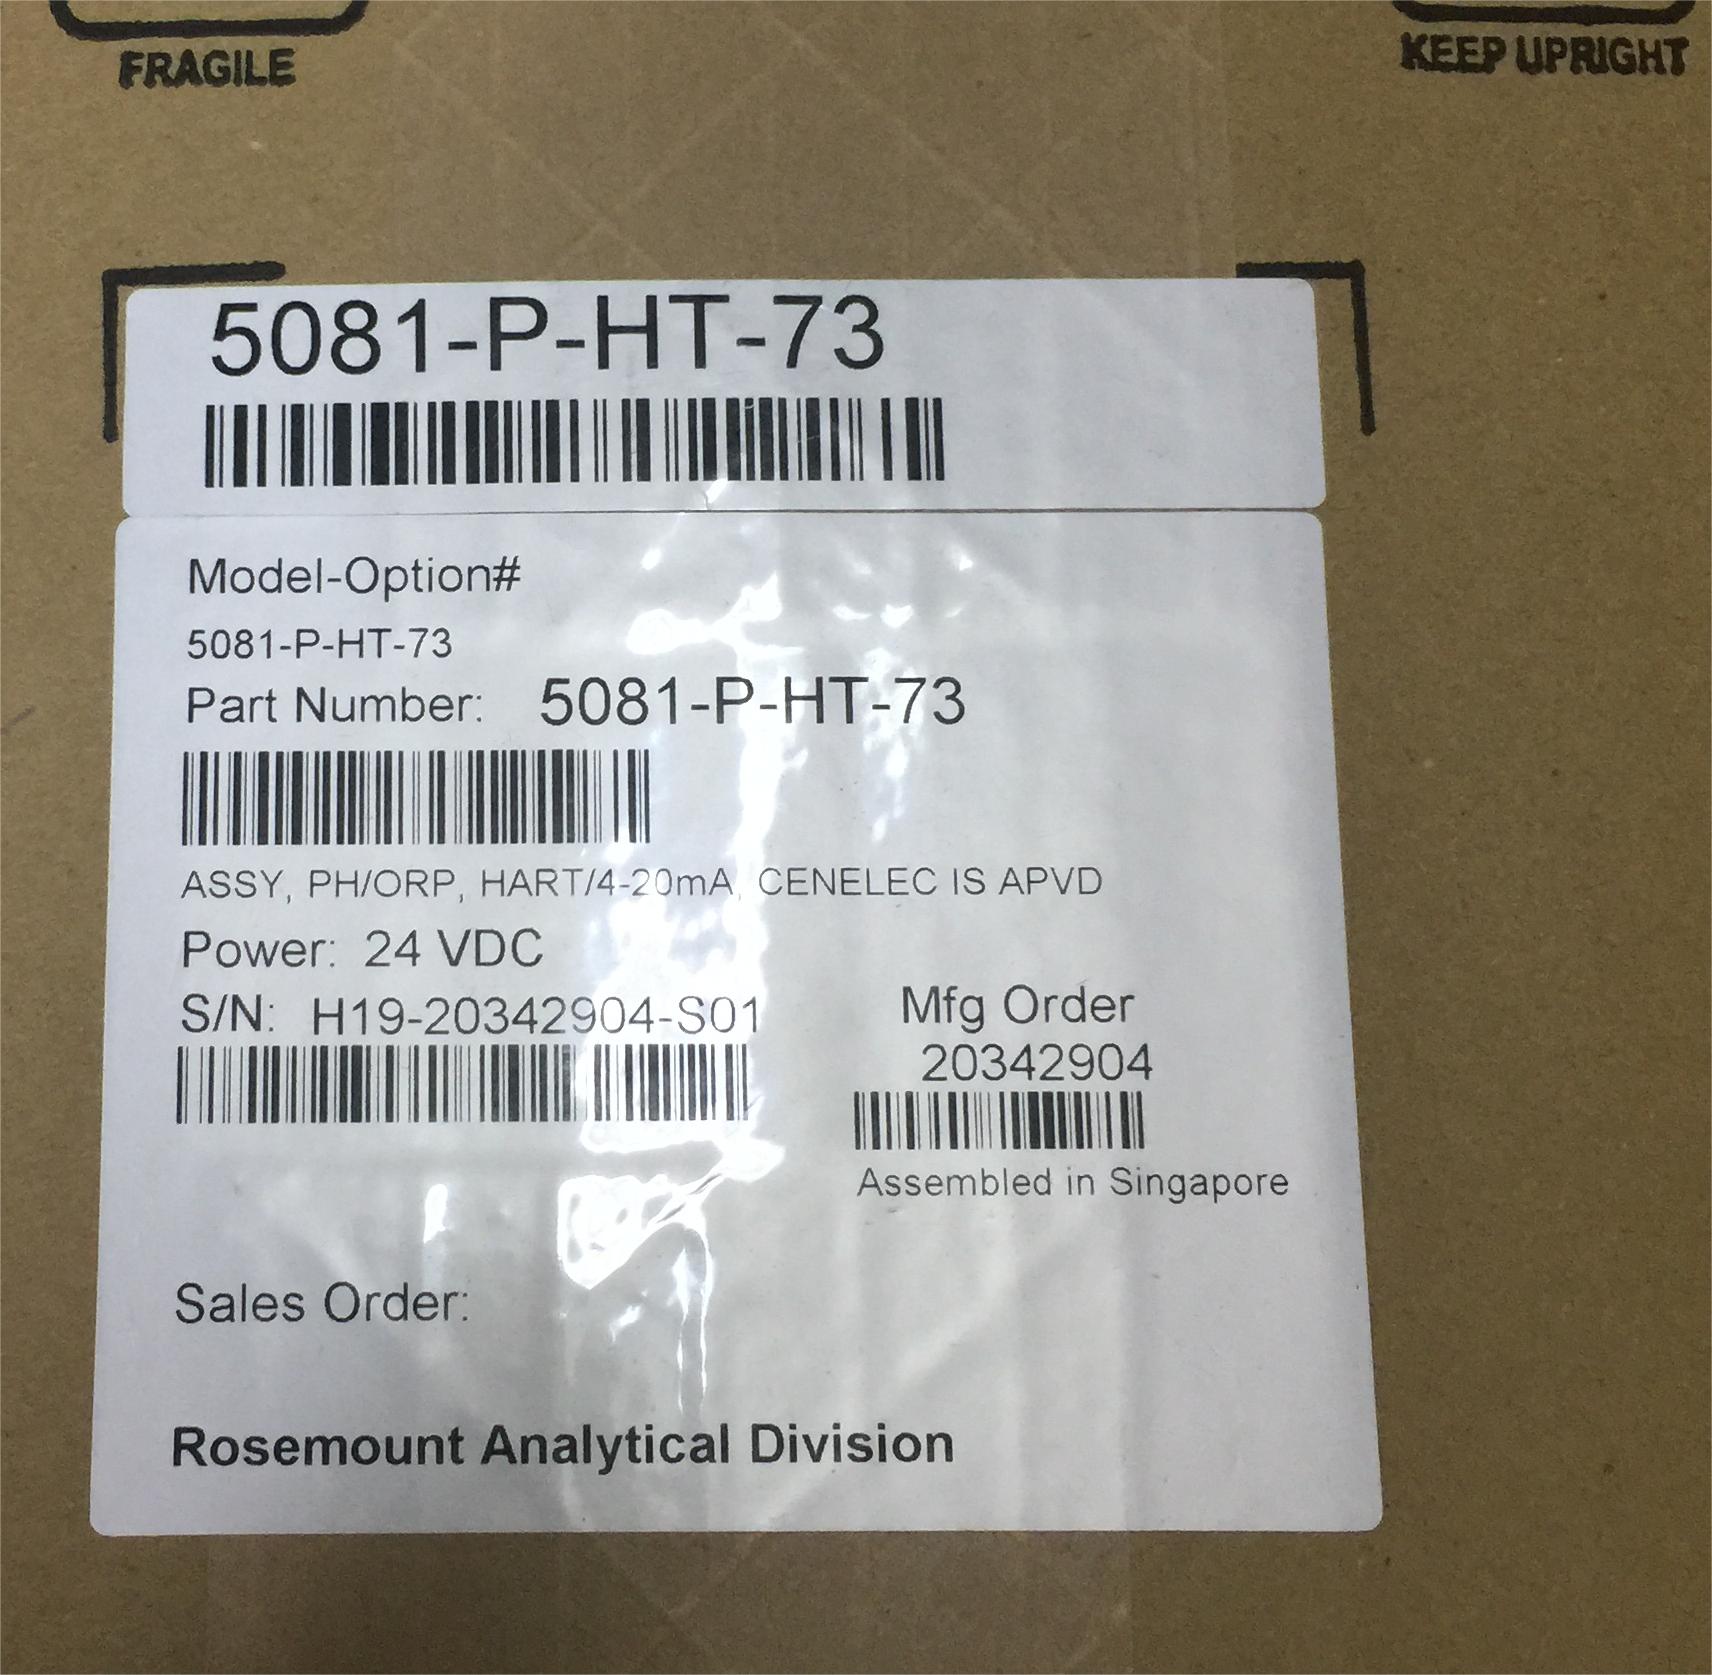 FRAGILE
KEEP UPRIGHT
5081-P-HT-73
Model-Option#
5081-P-HT-73
Part Number: 5081-P-HT-73
ASSY, PH/ORP, HART/4-20mA, CENELEC IS APVD
Power: 24 VDC
S/N: H19-20342904-S01
Mfg Order
20342904
Assembled in Singapore
Sales Order:
Rosemount Analytical Division